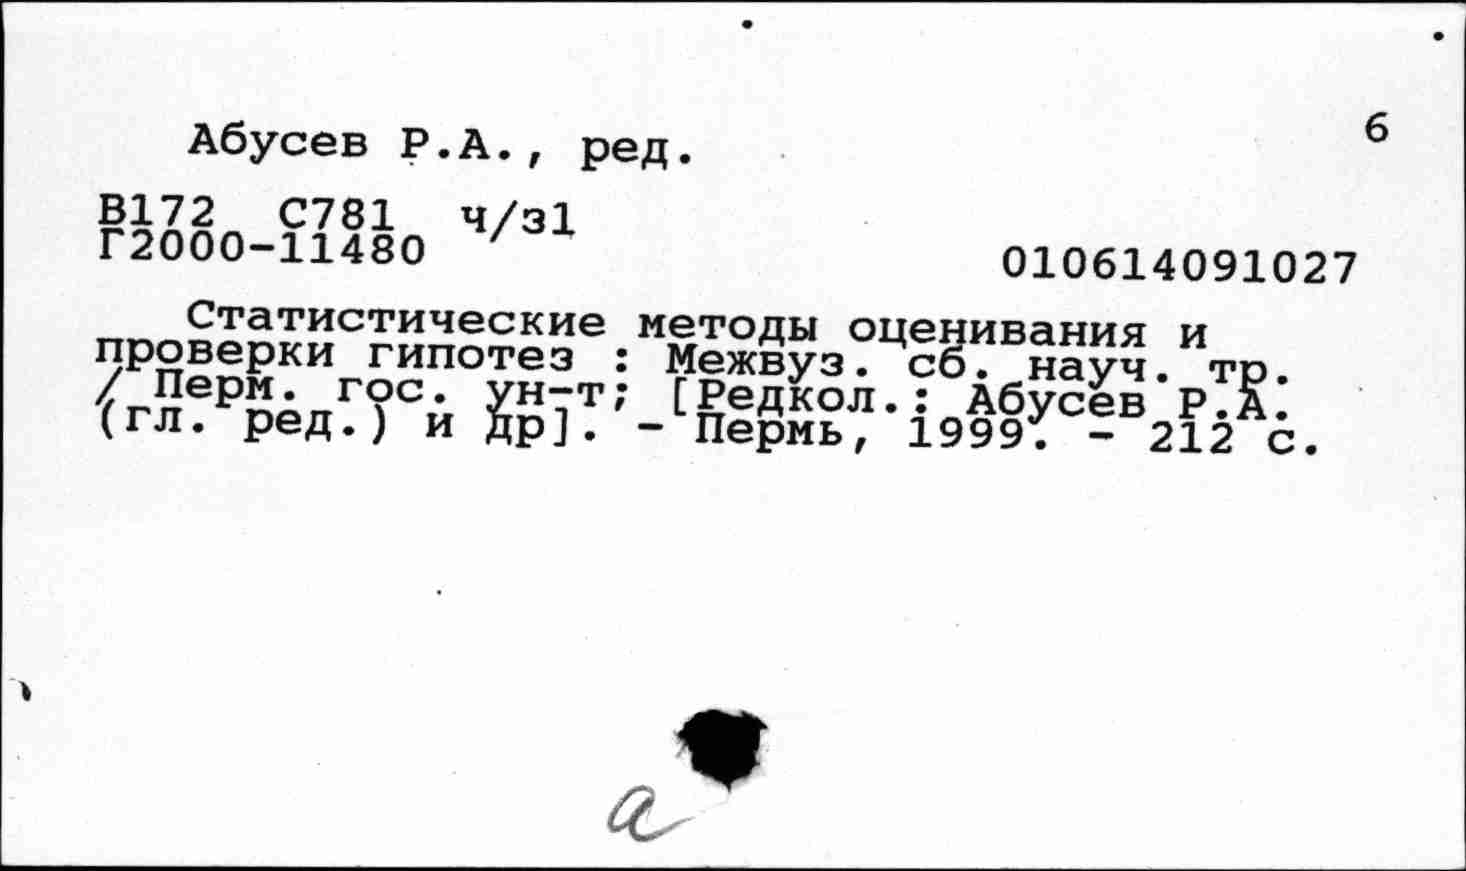 6
Абусев Р.А., ред.
В172 С781 ч/з1
Г2000-11480
010614091027
Статистические методы оценивания и
проверки гипотез : Межвуз. сб. науч. тр.
/ Перм. гос. ун-т; [Редкол.: Абусев Р.А.
(гл. ред.) и др]. - Пермь, 1999. - 212 с.
а